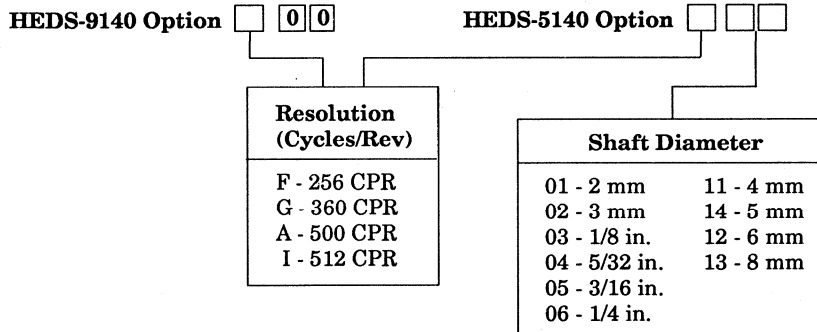 HEDS-9140 Option 0 0 HEDS-5140 Option
Resolution
(Cycles/Rev)
F - 256 CPR
G - 360 CPR
A - 500 CPR
I - 512 CPR
Shaft Diameter
01 - 2 mm 11 - 4 mm
02 - 3 mm 14 - 5 mm
03 - 1/8 in. 12 - 6 mm
04 - 5/32 in. 13 - 8 mm
05 - 3/16 in.
06 - 1/4 in.